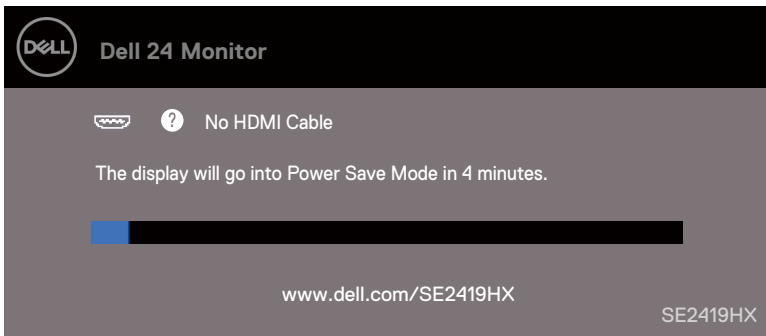 DELL Dell 24 Monitor
? No HDMI Cable
The display will go into Power Save Mode in 4 minutes.
www.dell.com/SE2419HX
SE2419HX